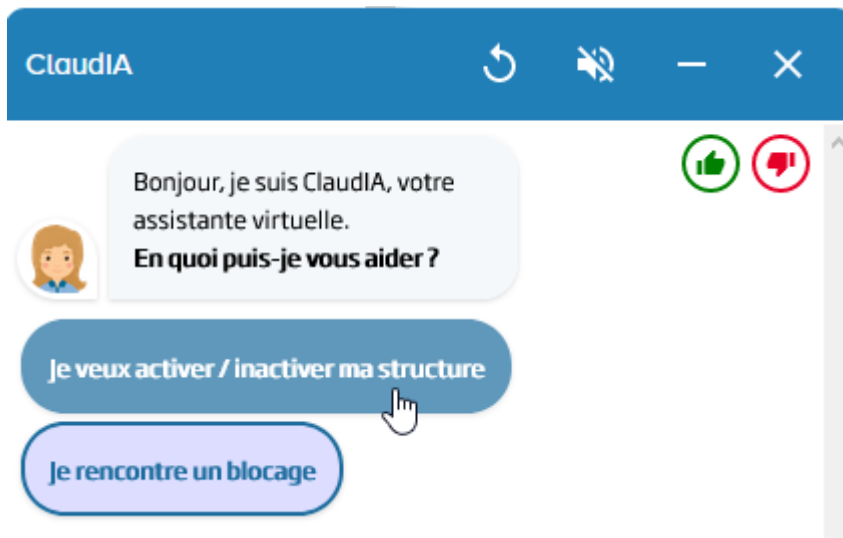 ClaudIA
Bonjour, je suis ClaudIA, votre
assistante virtuelle.
En quoi puis-je vous aider ?
Je veux activer / inactiver ma structure
Je rencontre un blocage